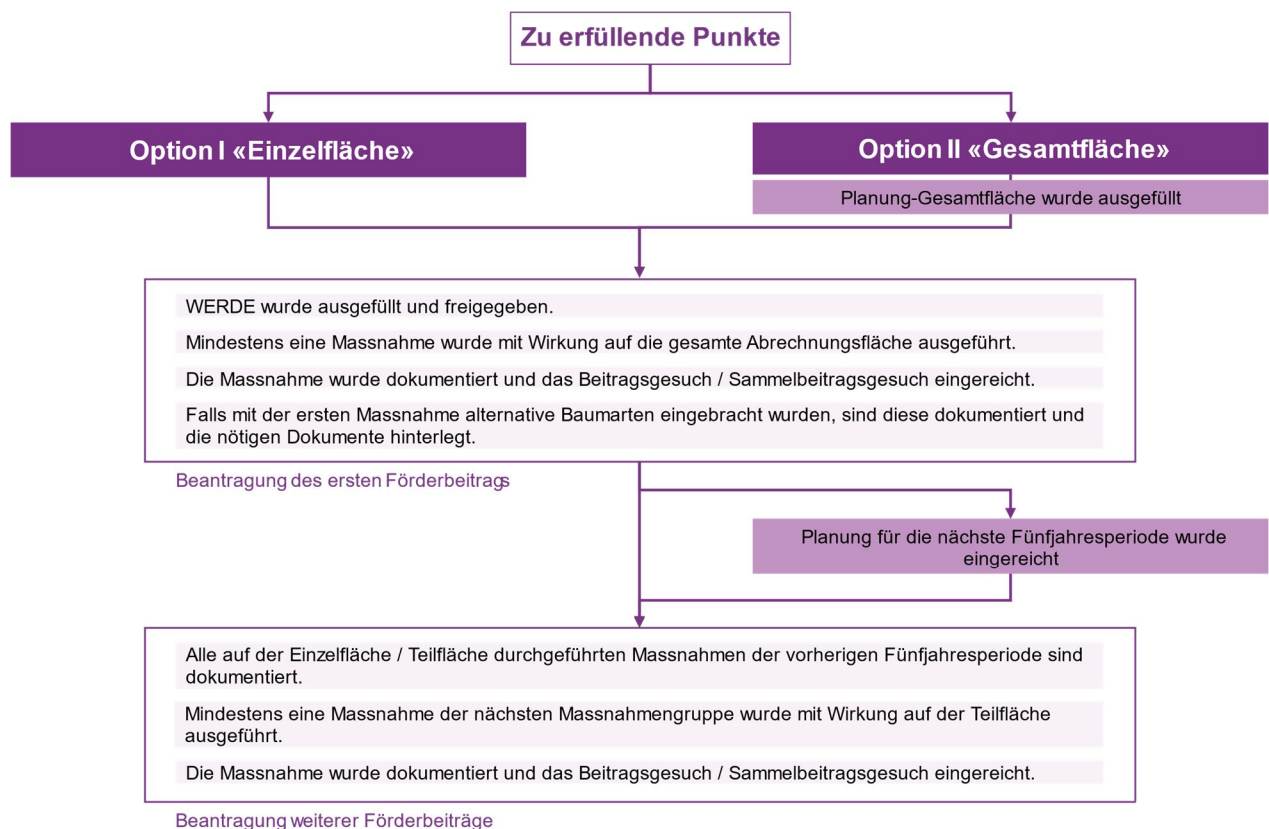 Zu erfüllende Punkte
Option I «Einzelfläche»
Option II «Gesamtfläche»
Planung-Gesamtfläche wurde ausgefüllt
WERDE wurde ausgefüllt und freigegeben.
Mindestens eine Massnahme wurde mit Wirkung auf die gesamte Abrechnungsfläche ausgeführt.
Die Massnahme wurde dokumentiert und das Beitragsgesuch / Sammelbeitragsgesuch eingereicht.
Falls mit der ersten Massnahme alternative Baumarten eingebracht wurden, sind diese dokumentiert und
die nötigen Dokumente hinterlegt.
Beantragung des ersten Förderbeitrags
Planung für die nächste Fünfjahresperiode wurde
eingereicht
Alle auf der Einzelfläche / Teilfläche durchgeführten Massnahmen der vorherigen Fünfjahresperiode sind
dokumentiert.
Mindestens eine Massnahme der nächsten Massnahmengruppe wurde mit Wirkung auf der Teilfläche
ausgeführt.
Die Massnahme wurde dokumentiert und das Beitragsgesuch / Sammelbeitragsgesuch eingereicht.
Beantragung weiterer Förderbeiträge